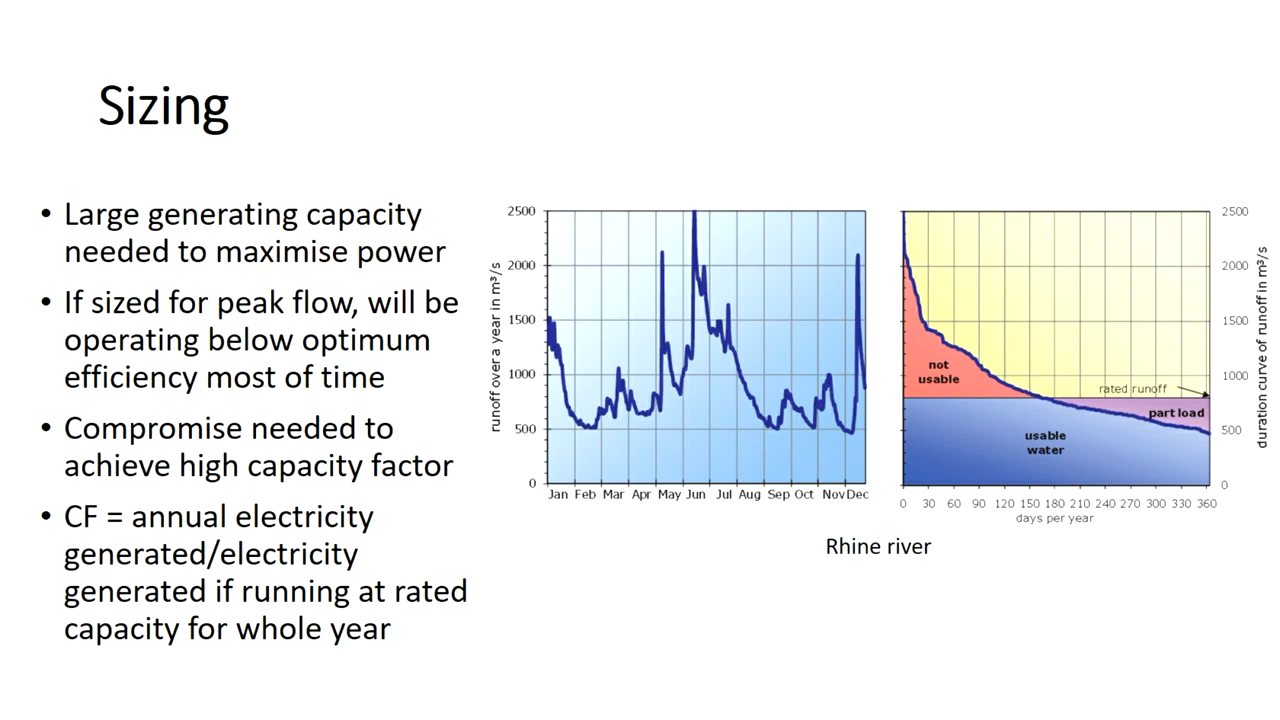 Sizing
• Large generating capacity
needed to maximise power
• If sized for peak flow, will be
operating below optimum
efficiency most of time
• Compromise needed to
achieve high capacity factor
• CF = annual electricity
generated/electricity
generated if running at rated
capacity for whole year
runoff over a year in m³/s
2500
2000
1500
1000
500
0
Jan Feb Mar Apr May Jun Jul Aug Sep Oct Nov Dec
not
usable
rated runoff
part load
usable
water
2500
2000
1500
1000
500
0
duration curve of runoff in m³/s
0 30 60 90 120 150 180 210 240 270 300 330 360
days per year
Rhine river